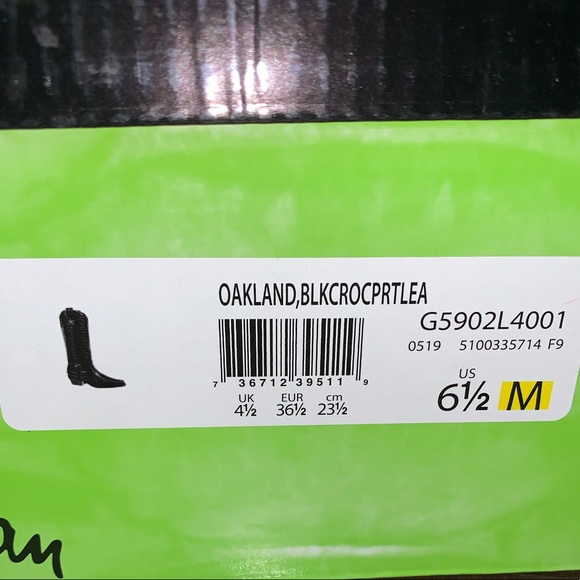 OAKLAND,BLKCROCPRTLEA
G5902L4001
0519 5100335714 F9
7 36712 39511 9
UK EUR cm
4½ 36½ 23½
US
6½ M